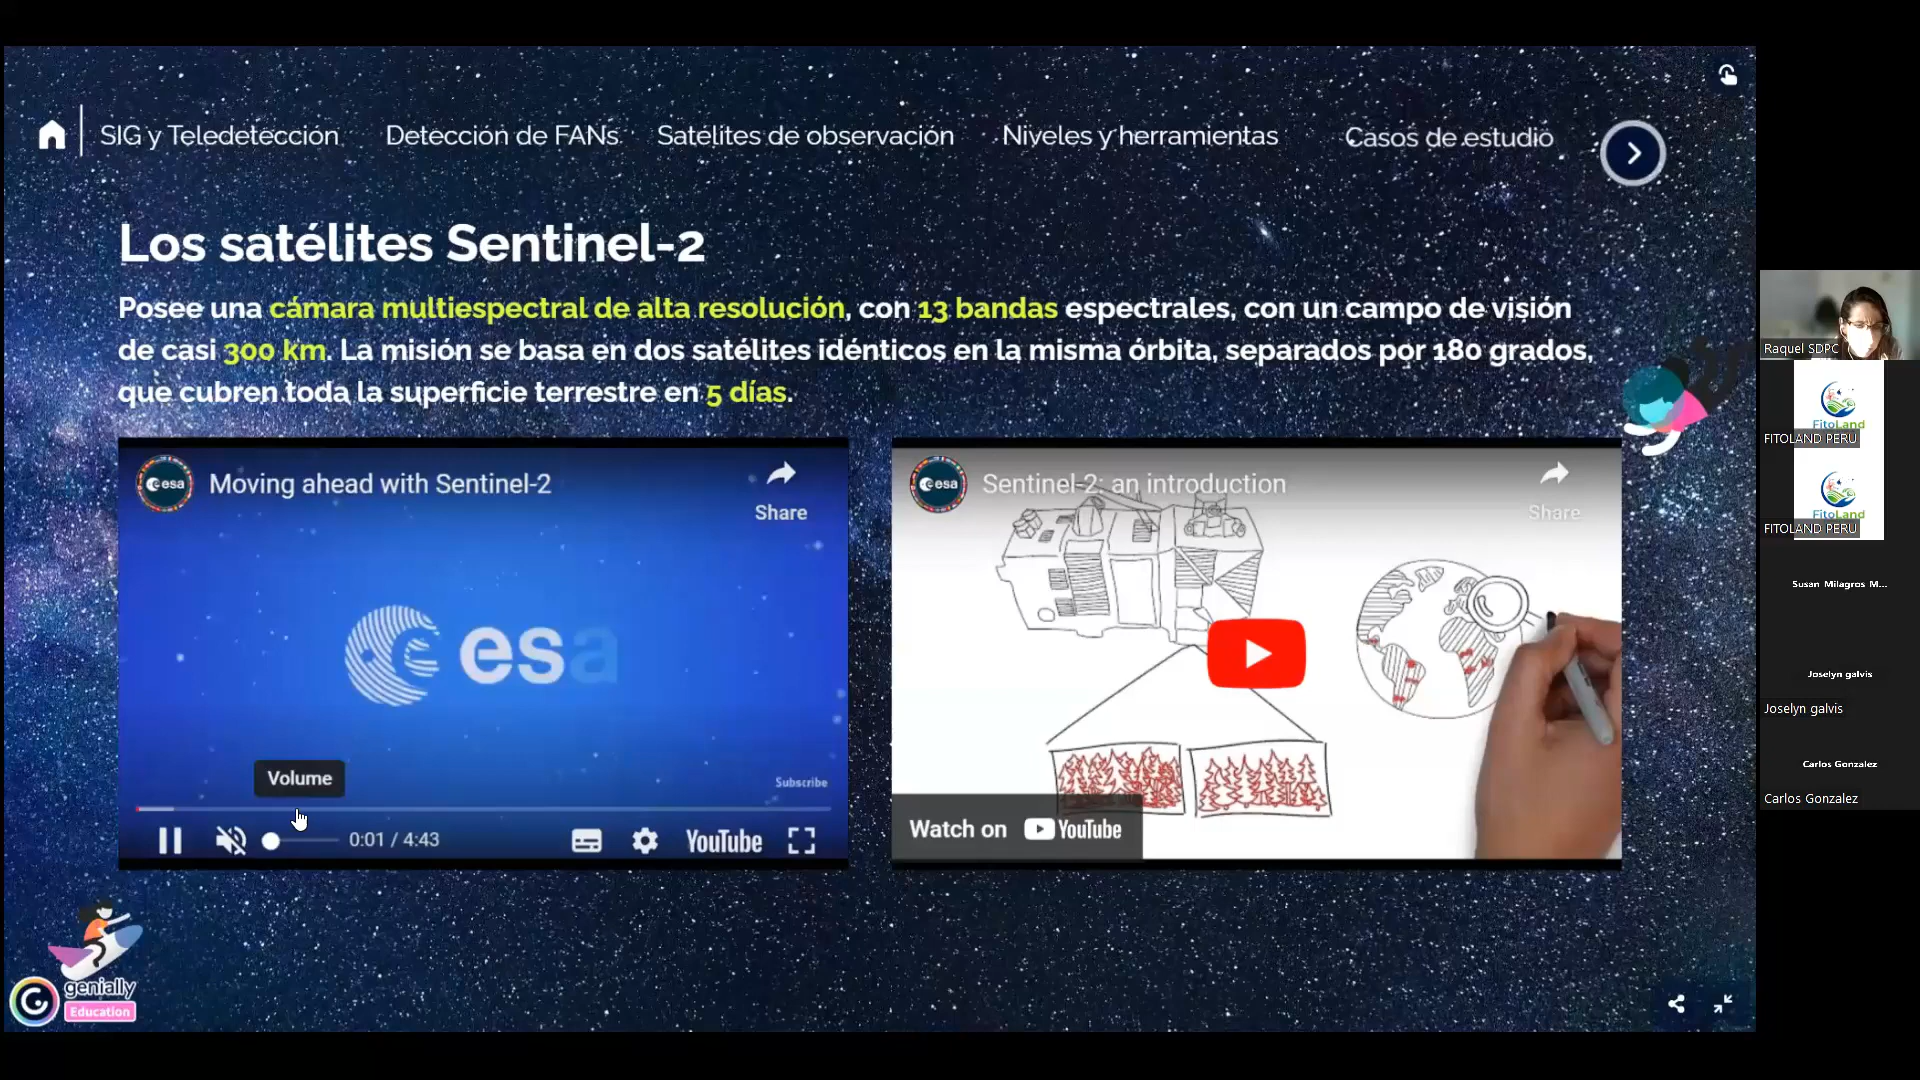 SIG y Teledetección
Detección de FANs
Satélites de observación
Niveles y herramientas
Casos de estudio
Los satélites Sentinel-2
Posee una cámara multiespectral de alta resolución, con 13 bandas espectrales, con un campo de visión
de casi 300 km. La misión se basa en dos satélites idénticos en la misma órbita, separados por 180 grados,
que cubren toda la superficie terrestre en 5 días.
esa
Moving ahead with Sentinel-2
Share
esa
Volume
Subscribe
0:01 / 4:43
YouTube
esa
Sentinel-2: an introduction
Share
Watch on YouTube
genially
Education
Raquel SDPC
FitoLand
FITOLAND PERU
FitoLand
FITOLAND PERU
Susan Milagros M...
Joselyn galvis
Joselyn galvis
Carlos Gonzalez
Carlos Gonzalez